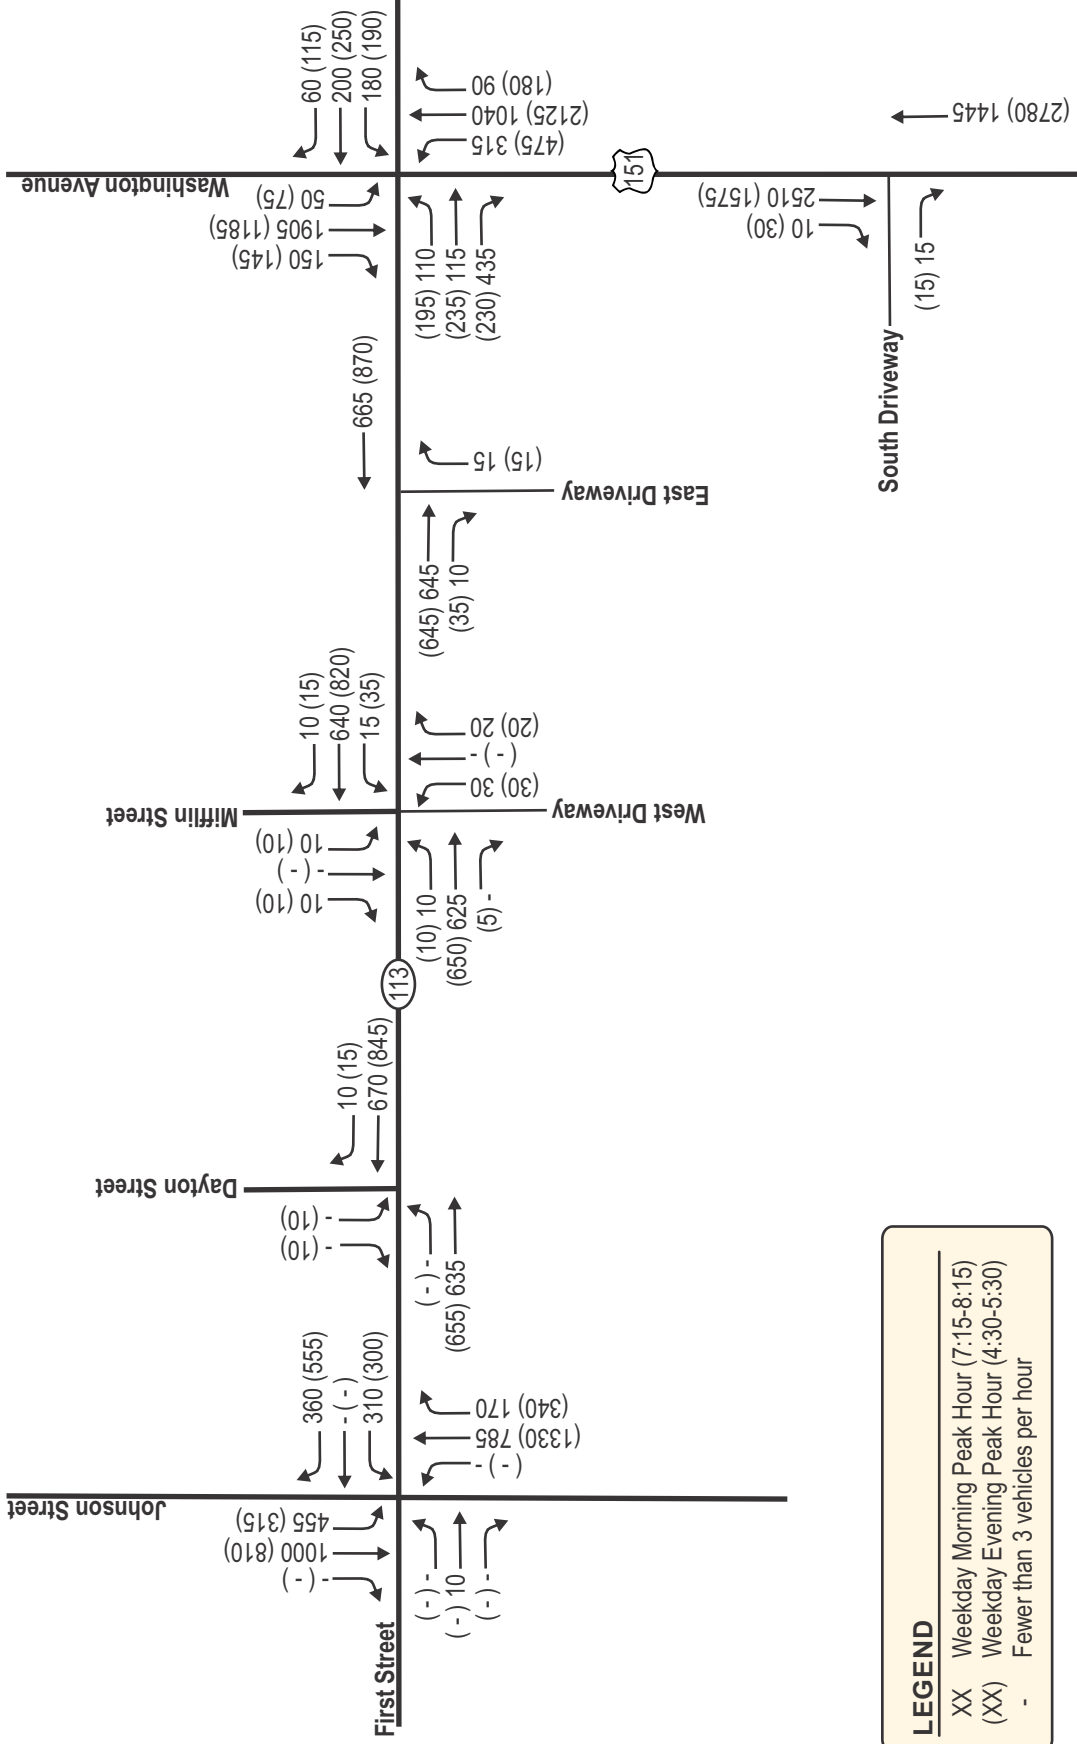 60 (115)
200 (250)
180 (190)
(180) 90
(2125) 1040
(475) 315
Washington Avenue
50 (75)
1905 (1185)
150 (145)
(195) 110
(235) 115
(230) 435
151
(2780) 1445
2510 (1575)
10 (30)
(15) 15
South Driveway
665 (870)
(15) 15
East Driveway
(645) 645
(35) 10
10 (15)
640 (820)
15 (35)
(20) 20
( - ) -
(30) 30
Mifflin Street
West Driveway
10 (10)
- ( - )
10 (10)
(10) 10
(650) 625
(5) -
113
10 (15)
670 (845)
Dayton Street
- (10)
- (10)
( - ) -
(655) 635
360 (555)
- ( - )
310 (300)
(340) 170
(1330) 785
( - ) -
Johnson Street
455 (315)
1000 (810)
- ( - )
( - ) -
( - ) 10
( - ) -
First Street
LEGEND
XX Weekday Morning Peak Hour (7:15-8:15)
(XX) Weekday Evening Peak Hour (4:30-5:30)
- Fewer than 3 vehicles per hour